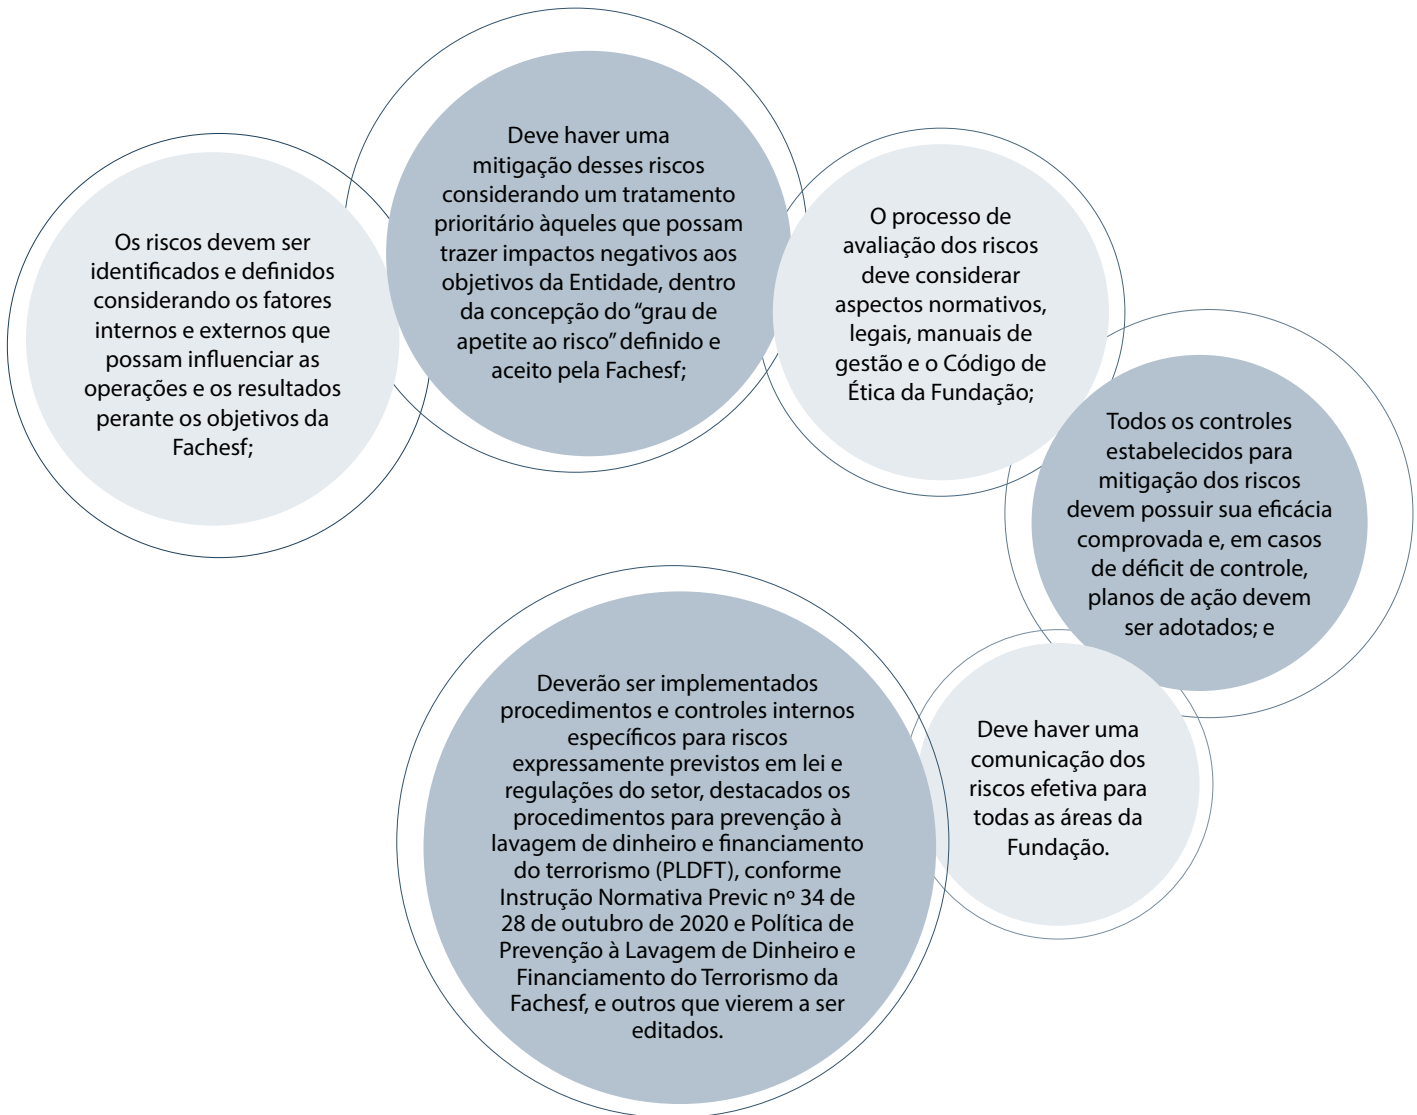 Os riscos devem ser
identificados e definidos
considerando os fatores
internos e externos que
possam influenciar as
operações e os resultados
perante os objetivos da
Fachesf;
Deve haver uma
mitigação desses riscos
considerando um tratamento
prioritário àqueles que possam
trazer impactos negativos aos
objetivos da Entidade, dentro
da concepção do “grau de
apetite ao risco” definido e
aceito pela Fachesf;
O processo de
avaliação dos riscos
deve considerar
aspectos normativos,
legais, manuais de
gestão e o Código de
Ética da Fundação;
Todos os controles
estabelecidos para
mitigação dos riscos
devem possuir sua eficácia
comprovada e, em casos
de déficit de controle,
planos de ação devem
ser adotados; e
Deve haver uma
comunicação dos
riscos efetiva para
todas as áreas da
Fundação.
Deverão ser implementados
procedimentos e controles internos
específicos para riscos
expressamente previstos em lei e
regulações do setor, destacados os
procedimentos para prevenção à
lavagem de dinheiro e financiamento
do terrorismo (PLDFT), conforme
Instrução Normativa Previc nº 34 de
28 de outubro de 2020 e Política de
Prevenção à Lavagem de Dinheiro e
Financiamento do Terrorismo da
Fachesf, e outros que vierem a ser
editados.